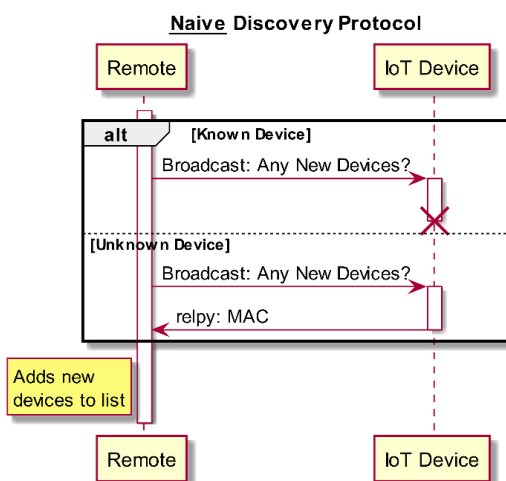 Naive Discovery Protocol
Remote
IoT Device
alt
[Known Device]
Broadcast: Any New Devices?
[Unknown Device]
Broadcast: Any New Devices?
relpy: MAC
Adds new
devices to list
Remote
IoT Device